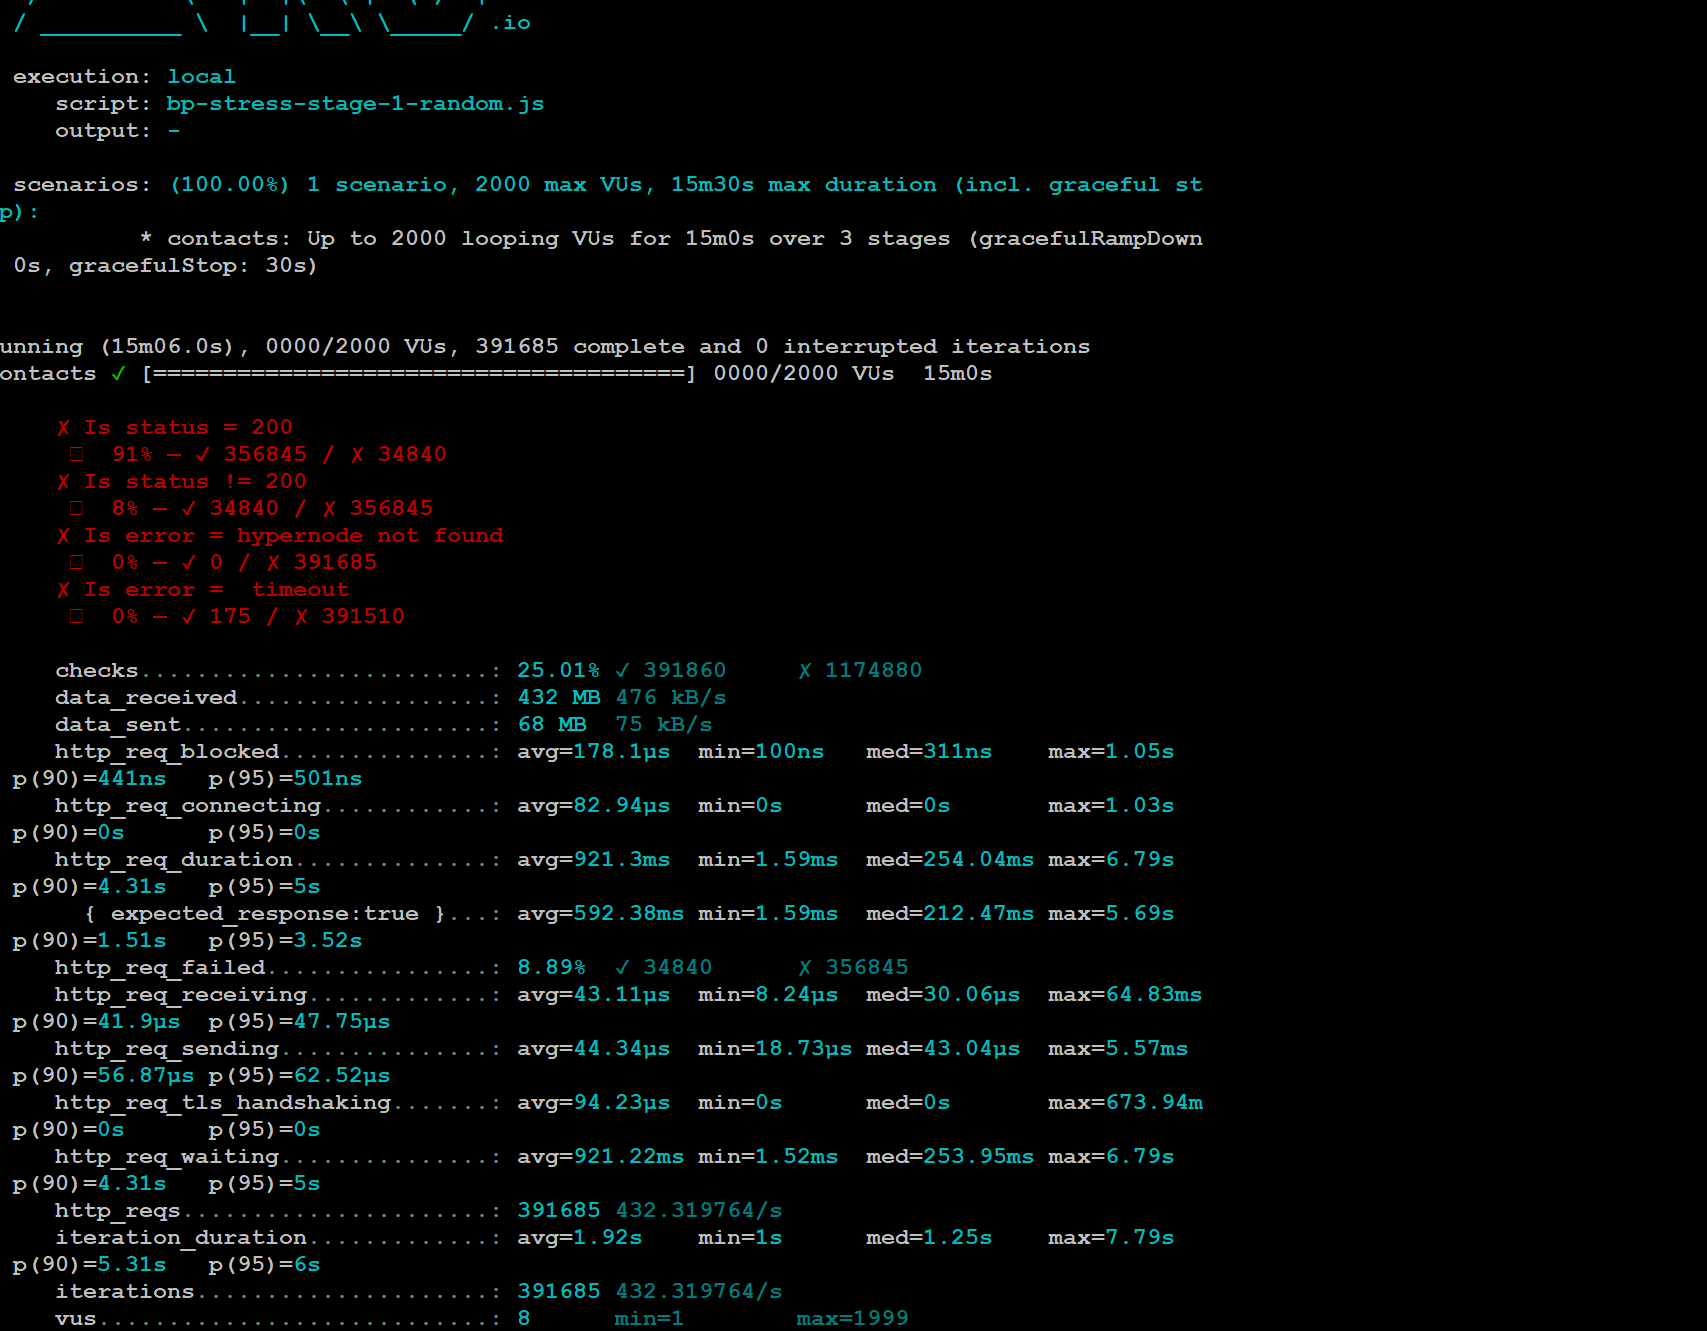 / __________ \  |__| \__\ \_____/ .io
execution: local
script: bp-stress-stage-1-random.js
output: -
scenarios: (100.00%) 1 scenario, 2000 max VUs, 15m30s max duration (incl. graceful st
p):
* contacts: Up to 2000 looping VUs for 15m0s over 3 stages (gracefulRampDown
0s, gracefulStop: 30s)
unning (15m06.0s), 0000/2000 VUs, 391685 complete and 0 interrupted iterations
ontacts ✓ [======================================] 0000/2000 VUs  15m0s
✗ Is status = 200
□  91% — ✓ 356845 / ✗ 34840
✗ Is status != 200
□  8% — ✓ 34840 / ✗ 356845
✗ Is error = hypernode not found
□  0% — ✓ 0 / ✗ 391685
✗ Is error =  timeout
□  0% — ✓ 175 / ✗ 391510
checks.........................: 25.01% ✓ 391860     ✗ 1174880
data_received..................: 432 MB 476 kB/s
data_sent......................: 68 MB  75 kB/s
http_req_blocked...............: avg=178.1µs  min=100ns   med=311ns    max=1.05s
p(90)=441ns   p(95)=501ns
http_req_connecting............: avg=82.94µs  min=0s      med=0s       max=1.03s
p(90)=0s      p(95)=0s
http_req_duration..............: avg=921.3ms  min=1.59ms  med=254.04ms max=6.79s
p(90)=4.31s   p(95)=5s
{ expected_response:true }...: avg=592.38ms min=1.59ms  med=212.47ms max=5.69s
p(90)=1.51s   p(95)=3.52s
http_req_failed................: 8.89%  ✓ 34840      ✗ 356845
http_req_receiving.............: avg=43.11µs  min=8.24µs  med=30.06µs  max=64.83ms
p(90)=41.9µs  p(95)=47.75µs
http_req_sending...............: avg=44.34µs  min=18.73µs med=43.04µs  max=5.57ms
p(90)=56.87µs p(95)=62.52µs
http_req_tls_handshaking.......: avg=94.23µs  min=0s      med=0s       max=673.94m
p(90)=0s      p(95)=0s
http_req_waiting...............: avg=921.22ms min=1.52ms  med=253.95ms max=6.79s
p(90)=4.31s   p(95)=5s
http_reqs......................: 391685 432.319764/s
iteration_duration.............: avg=1.92s    min=1s      med=1.25s    max=7.79s
p(90)=5.31s   p(95)=6s
iterations.....................: 391685 432.319764/s
vus............................: 8      min=1        max=1999